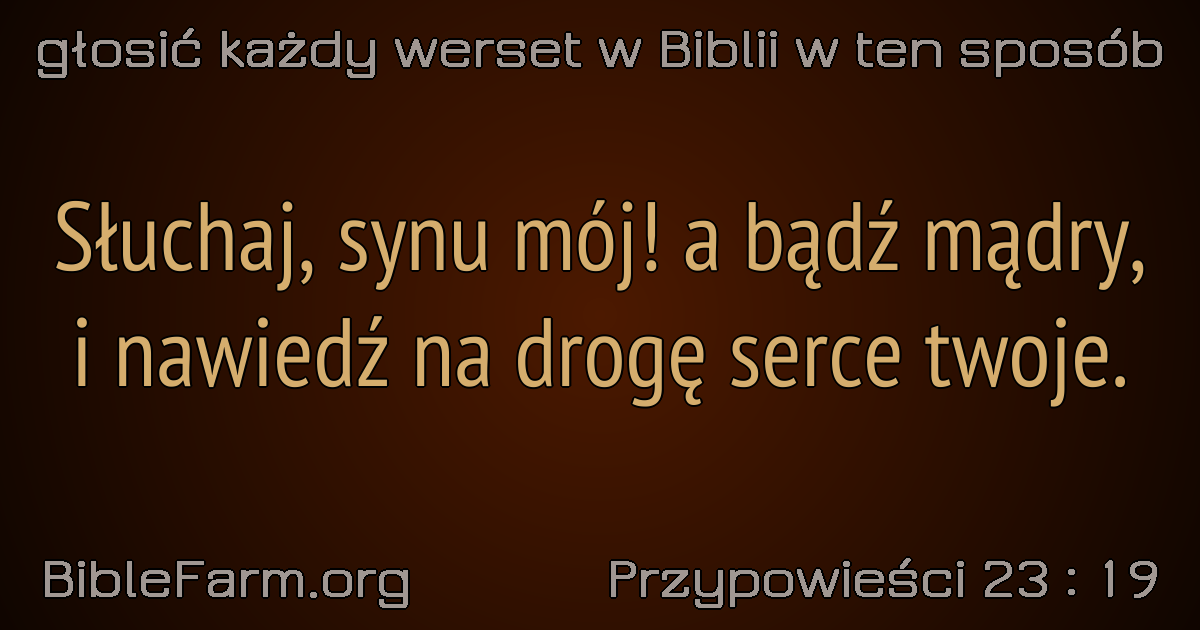 głosić każdy werset w Biblii w ten sposób
Słuchaj, synu mój! a bądź mądry,
i nawiedź na drogę serce twoje.
BibleFarm.org
Przypowieści 23 : 19